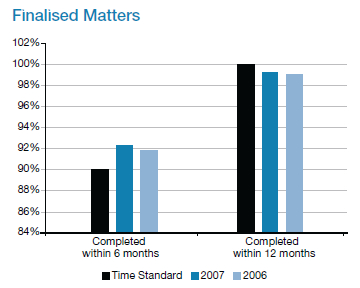 Finalised Matters
102%
100%
98%
96%
94%
92%
90%
88%
86%
84%
Completed
within 6 months
Completed
within 12 months
Time Standard 2007 2006